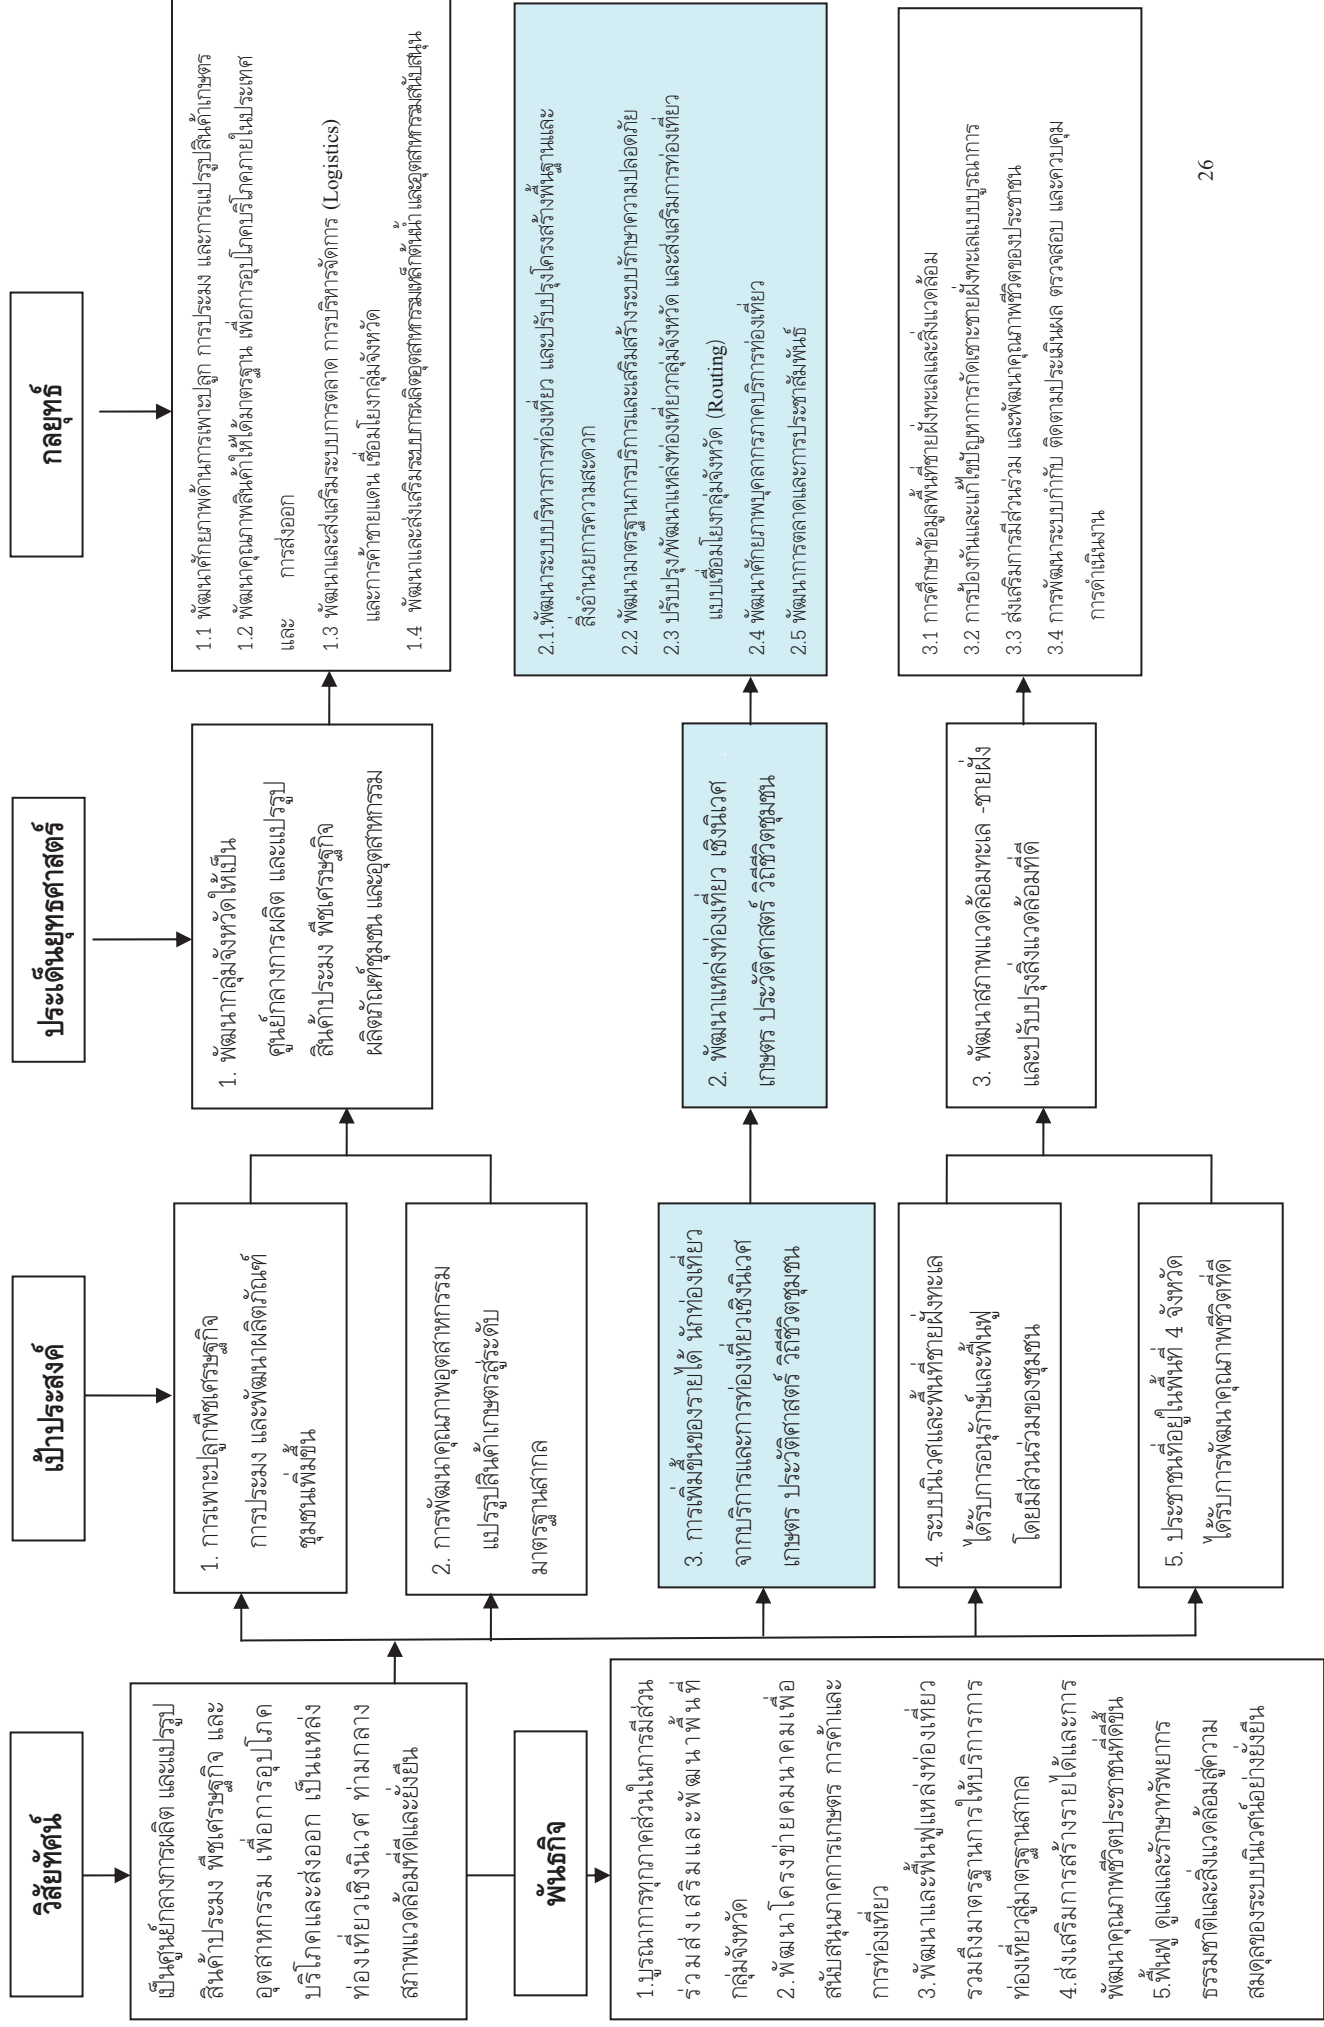 วิสัยทัศน์
เป็นศูนย์กลางการผลิต และแปรรูป
สินค้าประมง พืชเศรษฐกิจ และ
อุตสาหกรรม เพื่อการอุปโภค
บริโภคและส่งออก เป็นแหล่ง
ท่องเที่ยวเชิงนิเวศ ท่ามกลาง
สภาพแวดล้อมที่ดีและยั่งยืน
พันธกิจ
1.บูรณาการทุกภาคส่วนในการมีส่วน
ร่วมส่งเสริมและพัฒนาพื้นที่
กลุ่มจังหวัด
2.พัฒนาโครงข่ายคมนาคมเพื่อ
สนับสนุนภาคการเกษตร การค้าและ
การท่องเที่ยว
3.พัฒนาและฟื้นฟูแหล่งท่องเที่ยว
รวมถึงมาตรฐานการให้บริการการ
ท่องเที่ยวสู่มาตรฐานสากล
4.ส่งเสริมการสร้างรายได้และการ
พัฒนาคุณภาพชีวิตประชาชนที่ดีขึ้น
5.ฟื้นฟู ดูแลและรักษาทรัพยากร
ธรรมชาติและสิ่งแวดล้อมสู่ความ
สมดุลของระบบนิเวศน์อย่างยั่งยืน
เป้าประสงค์
1. การเพาะปลูกพืชเศรษฐกิจ
การประมง และพัฒนาผลิตภัณฑ์
ชุมชนเพิ่มขึ้น
2. การพัฒนาคุณภาพอุตสาหกรรม
แปรรูปสินค้าเกษตรสู่ระดับ
มาตรฐานสากล
3. การเพิ่มขึ้นของรายได้ นักท่องเที่ยว
จากบริการและการท่องเที่ยวเชิงนิเวศ
เกษตร ประวัติศาสตร์ วิถีชีวิตชุมชน
4. ระบบนิเวศและพื้นที่ชายฝั่งทะเล
ได้รับการอนุรักษ์และฟื้นฟู
โดยมีส่วนร่วมของชุมชน
5. ประชาชนที่อยู่ในพื้นที่ 4 จังหวัด
ได้รับการพัฒนาคุณภาพชีวิตที่ดี
ประเด็นยุทธศาสตร์
1. พัฒนากลุ่มจังหวัดให้เป็น
ศูนย์กลางการผลิต และแปรรูป
สินค้าประมง พืชเศรษฐกิจ
ผลิตภัณฑ์ชุมชน และอุตสาหกรรม
2. พัฒนาแหล่งท่องเที่ยว เชิงนิเวศ
เกษตร ประวัติศาสตร์ วิถีชีวิตชุมชน
3. พัฒนาสภาพแวดล้อมทะเล -ชายฝั่ง
และปรับปรุงสิ่งแวดล้อมที่ดี
กลยุทธ์
1.1 พัฒนาศักยภาพด้านการเพาะปลูก การประมง และการแปรรูปสินค้าเกษตร
1.2 พัฒนาคุณภาพสินค้าให้ได้มาตรฐาน เพื่อการอุปโภคบริโภคภายในประเทศ
และ การส่งออก
1.3 พัฒนาและส่งเสริมระบบการตลาด การบริหารจัดการ (Logistics)
และการค้าชายแดน เชื่อมโยงกลุ่มจังหวัด
1.4 พัฒนาและส่งเสริมระบบการผลิตอุตสาหกรรมเหล็กต้นน้ำ และอุตสาหกรรมสนับสนุน
2.1.พัฒนาระบบบริหารการท่องเที่ยว และปรับปรุงโครงสร้างพื้นฐานและ
สิ่งอำนวยการความสะดวก
2.2 พัฒนามาตรฐานการบริการและเสริมสร้างระบบรักษาความปลอดภัย
2.3 ปรับปรุง/พัฒนาแหล่งท่องเที่ยวกลุ่มจังหวัด และส่งเสริมการท่องเที่ยว
แบบเชื่อมโยงกลุ่มจังหวัด (Routing)
2.4 พัฒนาศักยภาพบุคลากรภาคบริการท่องเที่ยว
2.5 พัฒนาการตลาดและการประชาสัมพันธ์
3.1 การศึกษาข้อมูลพื้นที่ชายฝั่งทะเลและสิ่งแวดล้อม
3.2 การป้องกันและแก้ไขปัญหาการกัดเซาะชายฝั่งทะเลแบบบูรณาการ
3.3 ส่งเสริมการมีส่วนร่วม และพัฒนาคุณภาพชีวิตของประชาชน
3.4 การพัฒนาระบบกำกับ ติดตามประเมินผล ตรวจสอบ และควบคุม
การดำเนินงาน
26